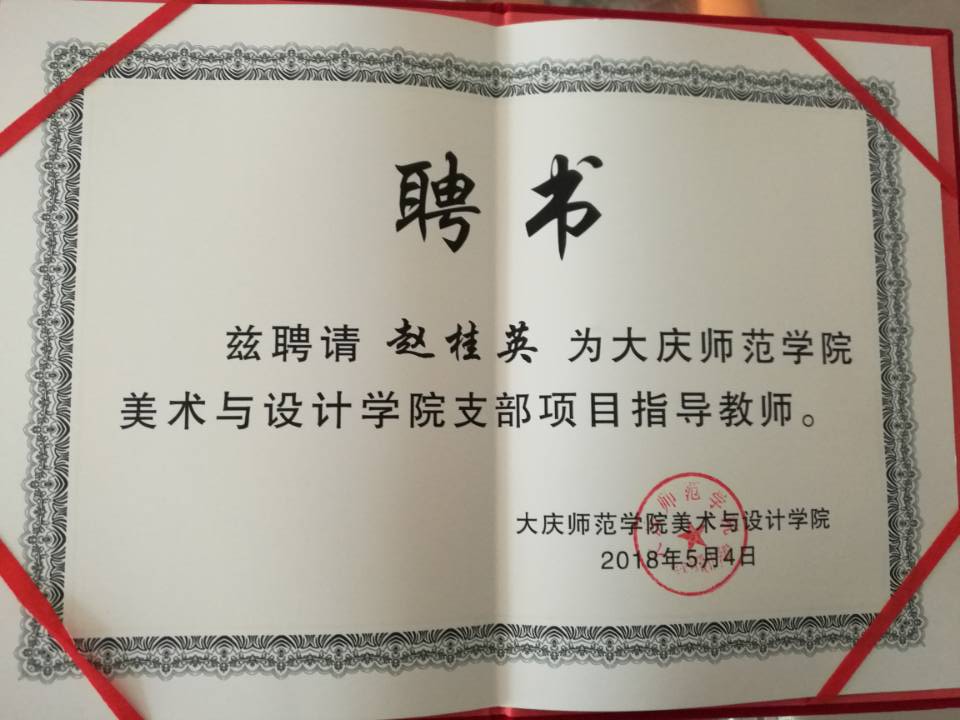 聘书
兹聘请 赵桂英 为大庆师范学院
美术与设计学院支部项目指导教师。
大庆师范学院美术与设计学院
2018年5月4日